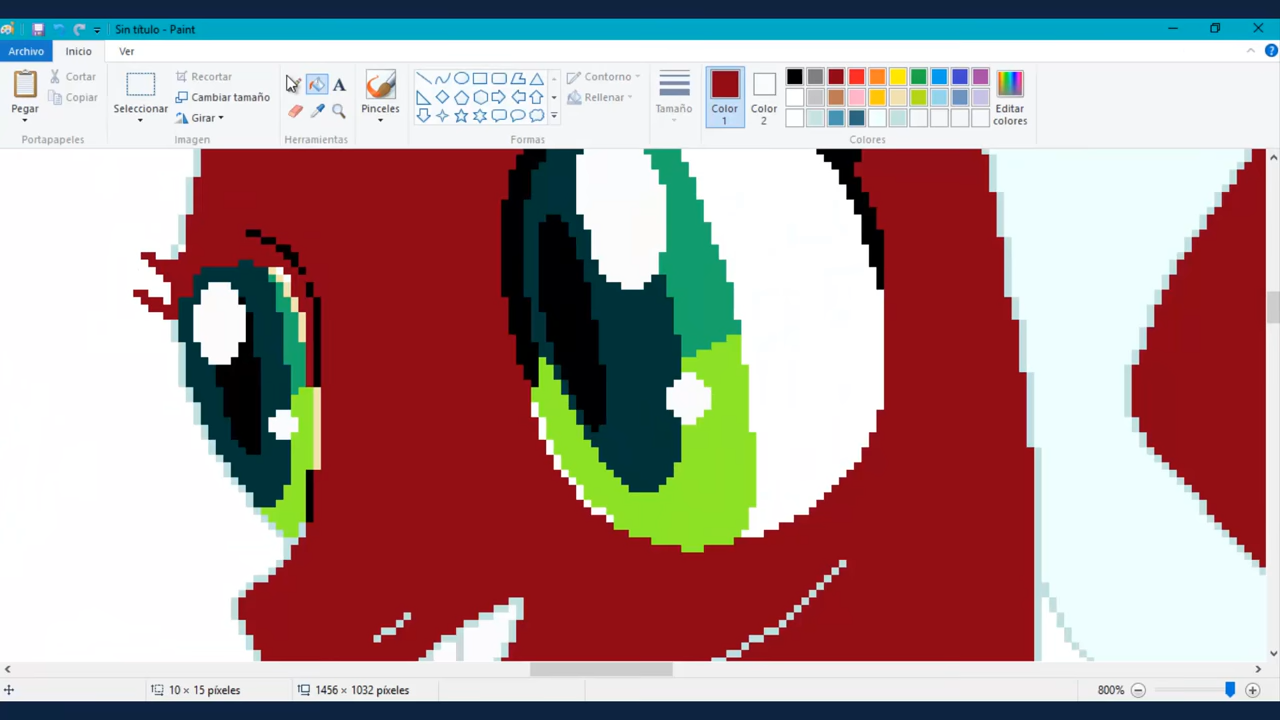 Sin título - Paint
Archivo Inicio Ver
Pegar
Cortar
Copiar
Portapapeles
Seleccionar
Recortar
Cambiar tamaño
Girar
Imagen
A
Herramientas
Pinceles
Contorno
Rellenar
Formas
Tamaño
Color
1
Color
2
Editar
colores
Colores
10 × 15 píxeles
1456 × 1032 píxeles
800%